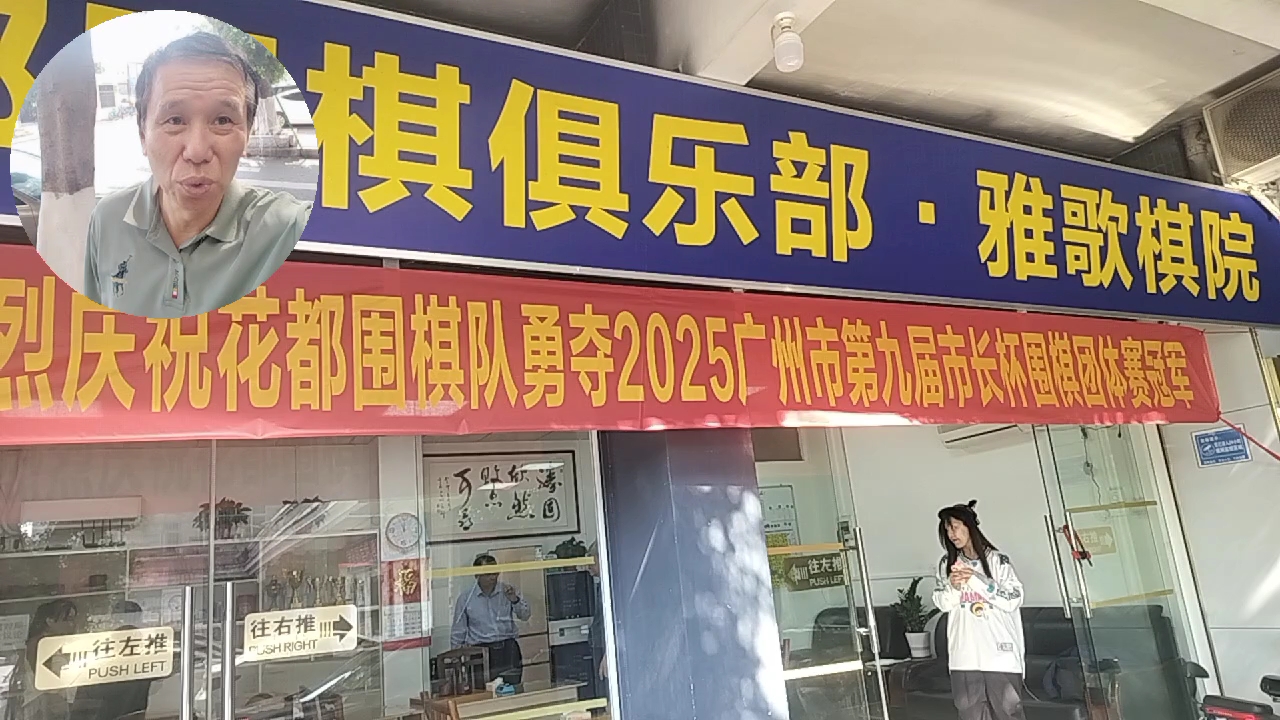 棋俱乐部·雅歌棋院
烈庆祝花都围棋队勇夺2025广州市第九届市长杯围棋团体赛冠军
往左推
PUSH LEFT
往右推
PUSH RIGHT
往左推
PUSH LEFT
福